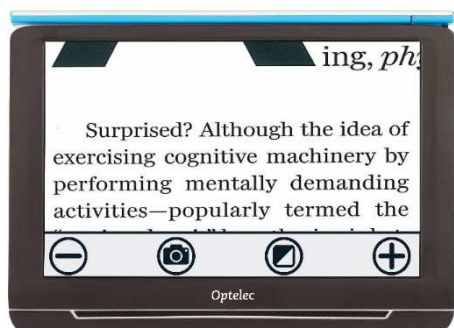 ing, ph
Surprised? Although the idea of
exercising cognitive machinery by
performing mentally demanding
activities—popularly termed the
Optelec